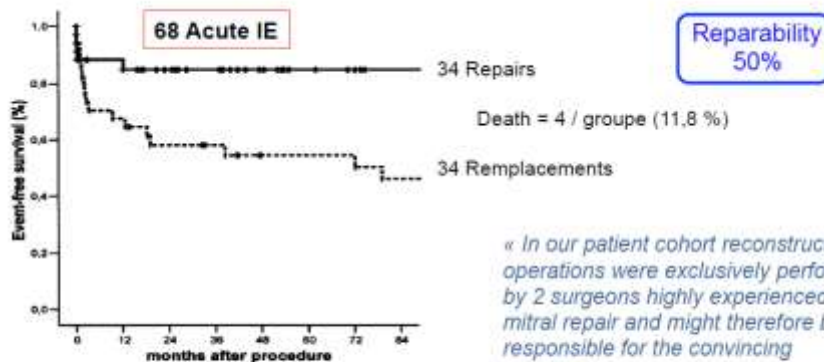 68 Acute IE
Reparability
50%
34 Repairs
Death = 4 / groupe (11,8 %)
34 Remplacements
Event-free survival (%)
1,0
0,8
0,6
0,4
0,2
0,0
0 12 24 36 48 60 72 84
months after procedure
« In our patient cohort reconstruc
operations were exclusively perfo
by 2 surgeons highly experienced
mitral repair and might therefore b
responsible for the convincing